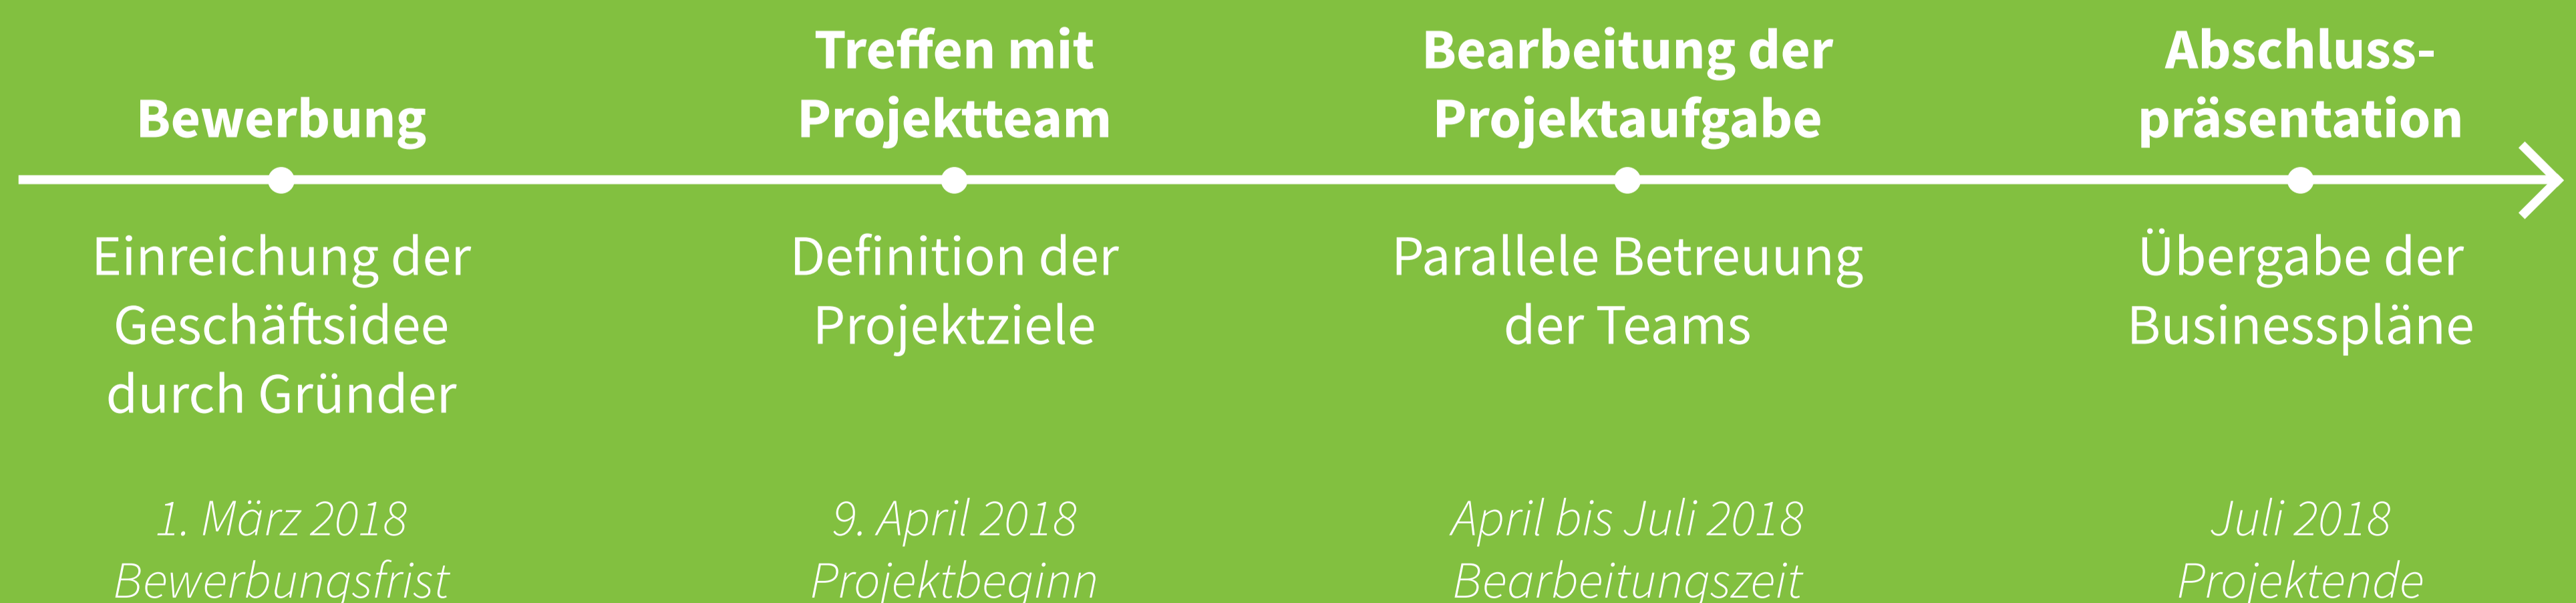 Bewerbung
Einreichung der
Geschäftsidee
durch Gründer
1. März 2018
Bewerbungsfrist
Treffen mit
Projektteam
Definition der
Projektziele
9. April 2018
Projektbeginn
Bearbeitung der
Projektaufgabe
Parallele Betreuung
der Teams
April bis Juli 2018
Bearbeitungszeit
Abschluss-
präsentation
Übergabe der
Businesspläne
Juli 2018
Projektende